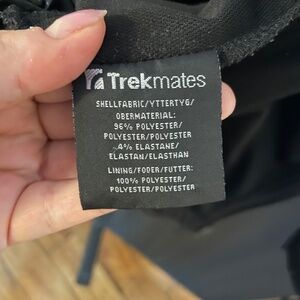 Trekmates
SHELLFABRIC/YTTERTYG/
OBERMATERIAL:
96% POLYESTER/
POLYESTER/POLYESTER
4% ELASTANE/
ELASTAN/ELASTHAN
LINING/FODER/FUTTER:
100% POLYESTER/
POLYESTER/POLYESTER